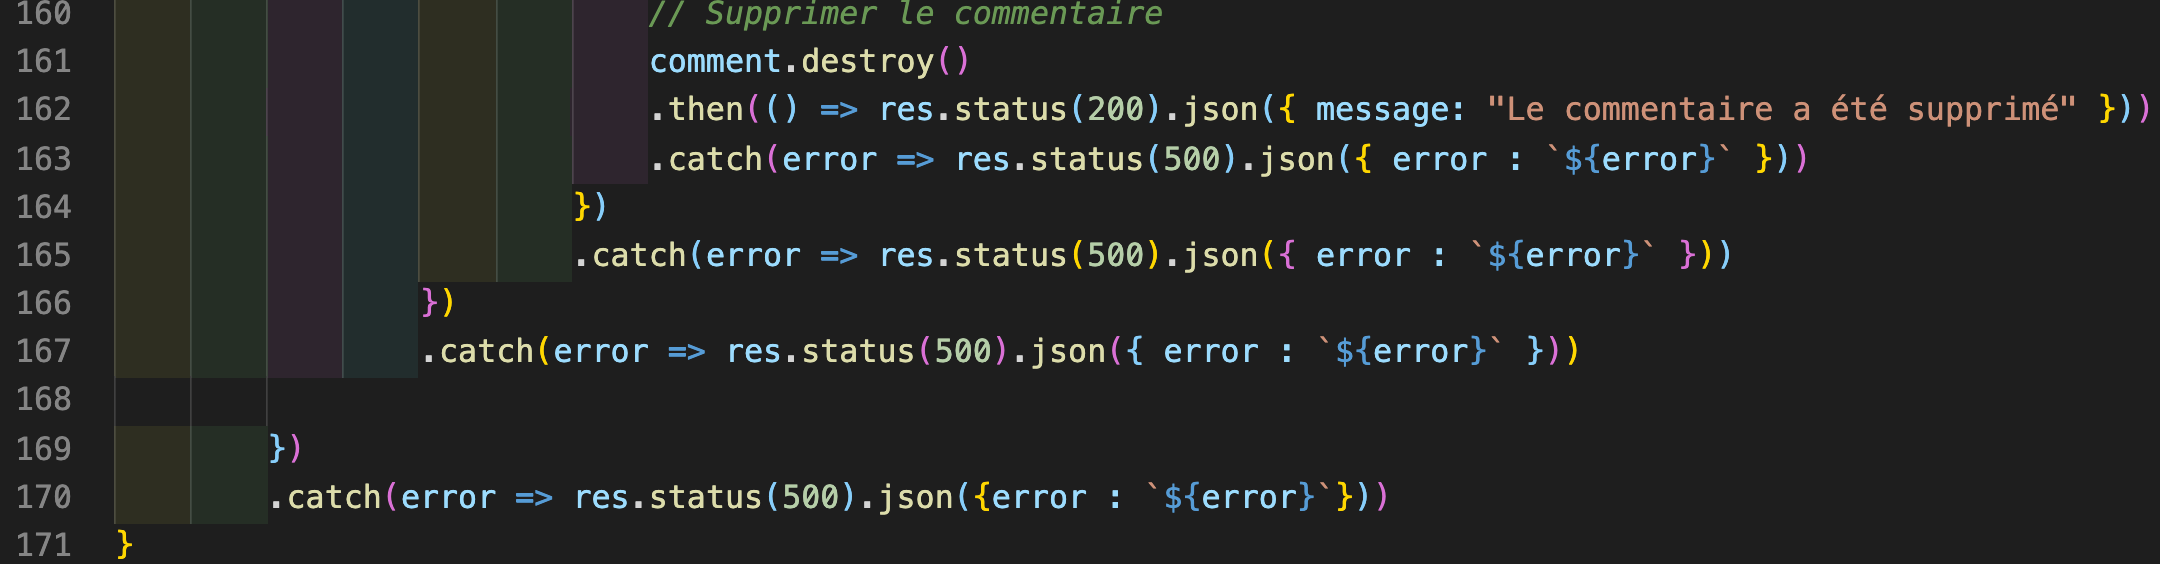 160 // Supprimer le commentaire
161 comment.destroy()
162 .then(() => res.status(200).json({ message: "Le commentaire a été supprimé" }))
163 .catch(error => res.status(500).json({ error : `${error}` }))
164 })
165 .catch(error => res.status(500).json({ error : `${error}` }))
166 })
167 .catch(error => res.status(500).json({ error : `${error}` }))
168
169 })
170 .catch(error => res.status(500).json({error : `${error}`}))
171 }